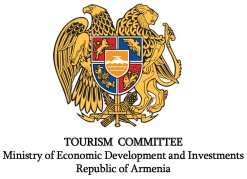 TOURISM COMMITTEE
Ministry of Economic Development and Investments
Republic of Armenia